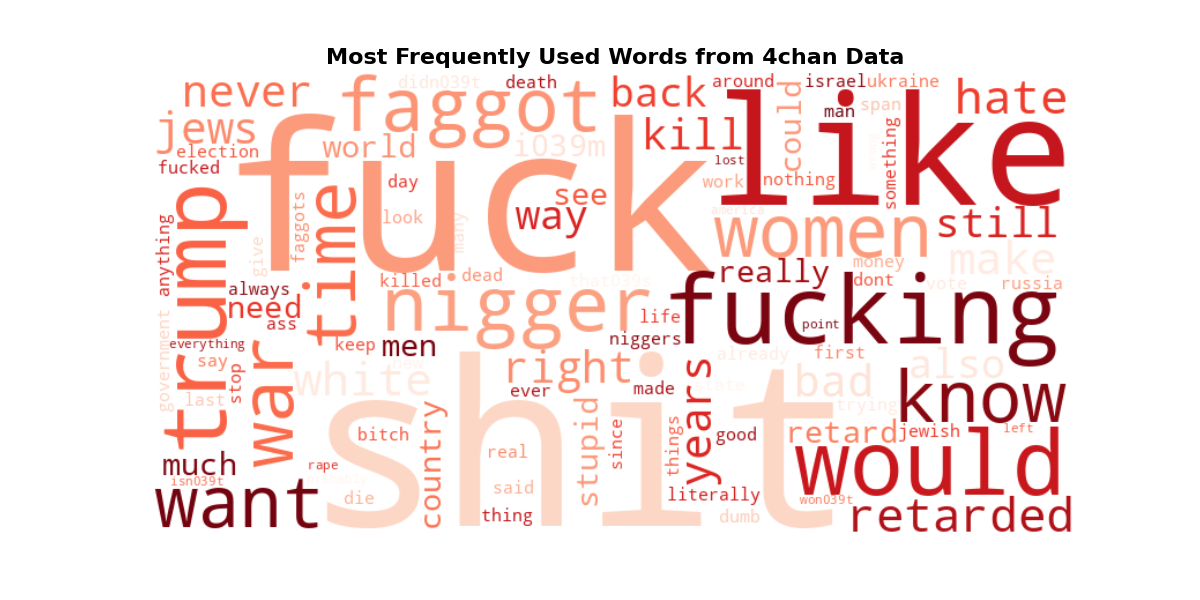 Most Frequently Used Words from 4chan Data
never
didn039t
death
back
around
israel
ukraine
hate
faggot
jews
i039m
kill
could
man
span
like
election
world
fucked
lost
something
fuck
day
see
work
nothing
trump
time
faggots
look
many
way
america
women
still
anything
give
killed
dead
that039s
really
money
make
dont
vote
russia
always
need
ass
nigger
life
point
fucking
government
everything
war
keep
men
niggers
already
first
say
stop
white
right
also
last
ever
made
years
state
bad
trying
know
country
bitch
stupid
since
things
good
retard
jewish
left
real
shit
much
rape
would
isn039t
want
die
said
literally
won039t
thing
dumb
retarded